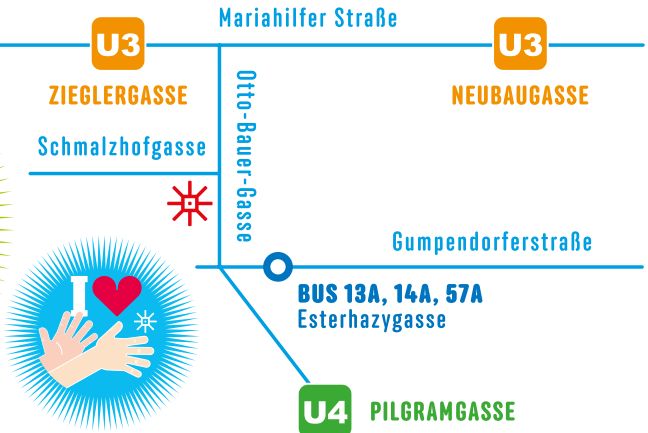 Mariahilfer Straße
U3
U3
ZIEGLERGASSE
NEUBAUGASSE
Otto-Bauer-Gasse
Schmalzhofgasse
Gumpendorferstraße
BUS 13A, 14A, 57A
Esterhazygasse
I
U4
PILGRAMGASSE